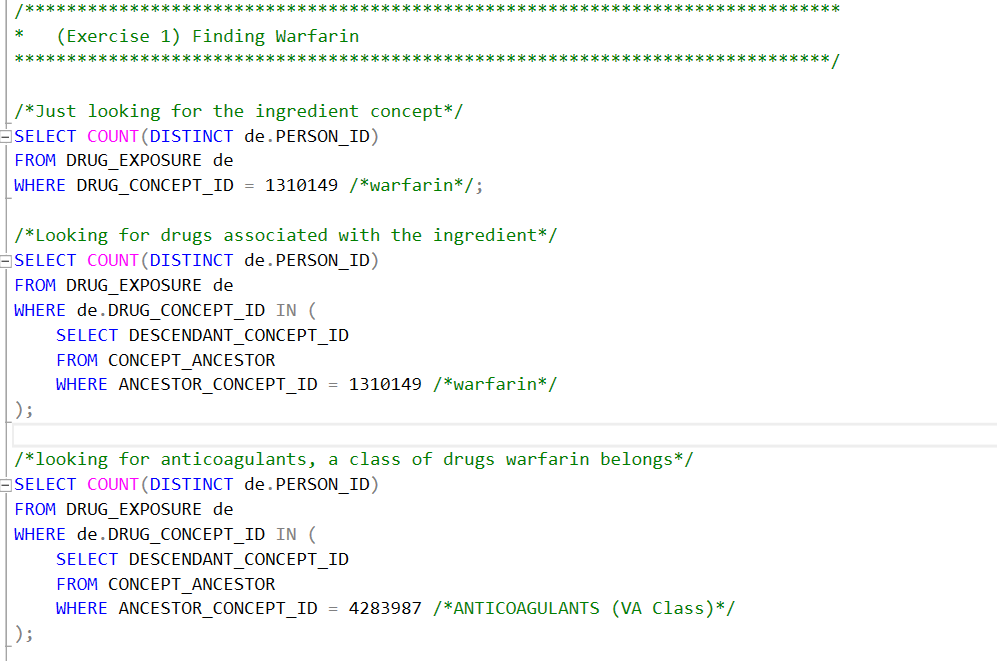 /******************************************************************************
*   (Exercise 1) Finding Warfarin
******************************************************************************/
/*Just looking for the ingredient concept*/
SELECT COUNT(DISTINCT de.PERSON_ID)
FROM DRUG_EXPOSURE de
WHERE DRUG_CONCEPT_ID = 1310149 /*warfarin*/;
/*Looking for drugs associated with the ingredient*/
SELECT COUNT(DISTINCT de.PERSON_ID)
FROM DRUG_EXPOSURE de
WHERE de.DRUG_CONCEPT_ID IN (
    SELECT DESCENDANT_CONCEPT_ID
    FROM CONCEPT_ANCESTOR
    WHERE ANCESTOR_CONCEPT_ID = 1310149 /*warfarin*/
);
/*looking for anticoagulants, a class of drugs warfarin belongs*/
SELECT COUNT(DISTINCT de.PERSON_ID)
FROM DRUG_EXPOSURE de
WHERE de.DRUG_CONCEPT_ID IN (
    SELECT DESCENDANT_CONCEPT_ID
    FROM CONCEPT_ANCESTOR
    WHERE ANCESTOR_CONCEPT_ID = 4283987 /*ANTICOAGULANTS (VA Class)*/
);